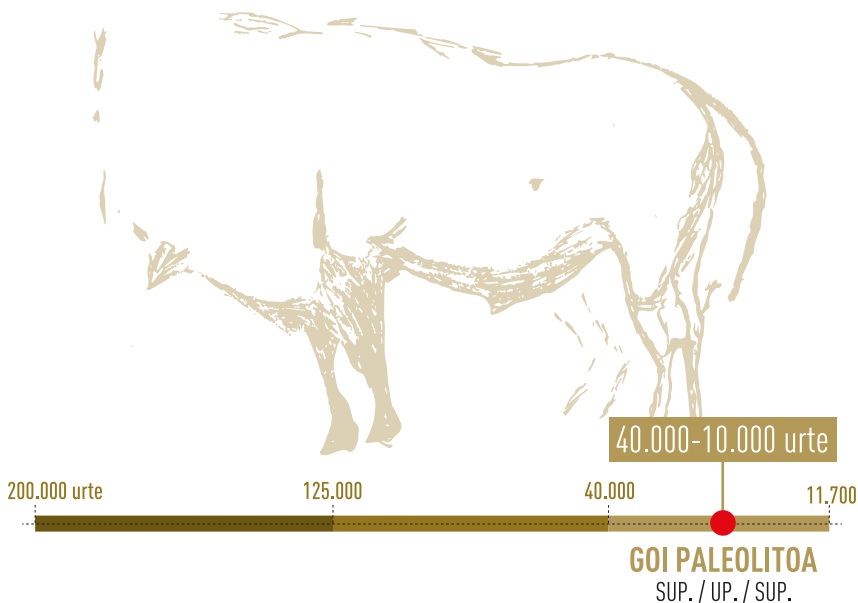 40.000-10.000 urte
200.000 urte
125.000
40.000
11.700
GOI PALEOLITOA
SUP. / UP. / SUP.